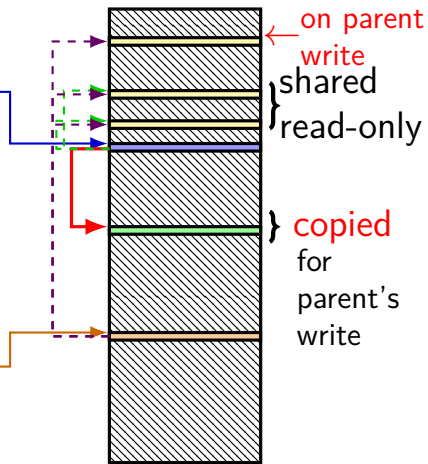 on parent
write
shared
read-only
copied
for
parent's
write